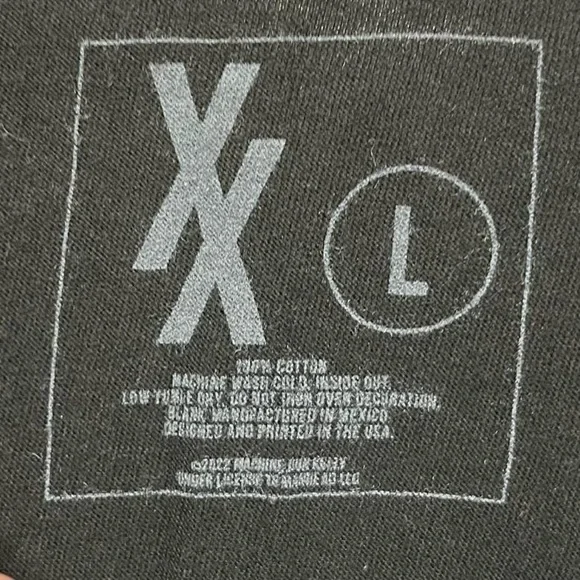 XX
L
100% COTTON
MACHINE WASH COLD, INSIDE OUT.
LOW TUMBLE DRY. DO NOT IRON OVER DECORATION.
BLANK MANUFACTURED IN MEXICO.
DESIGNED AND PRINTED IN THE USA.
©2022 MACHINE GUN KELLY
UNDER LICENSE TO MANHEAD LLC